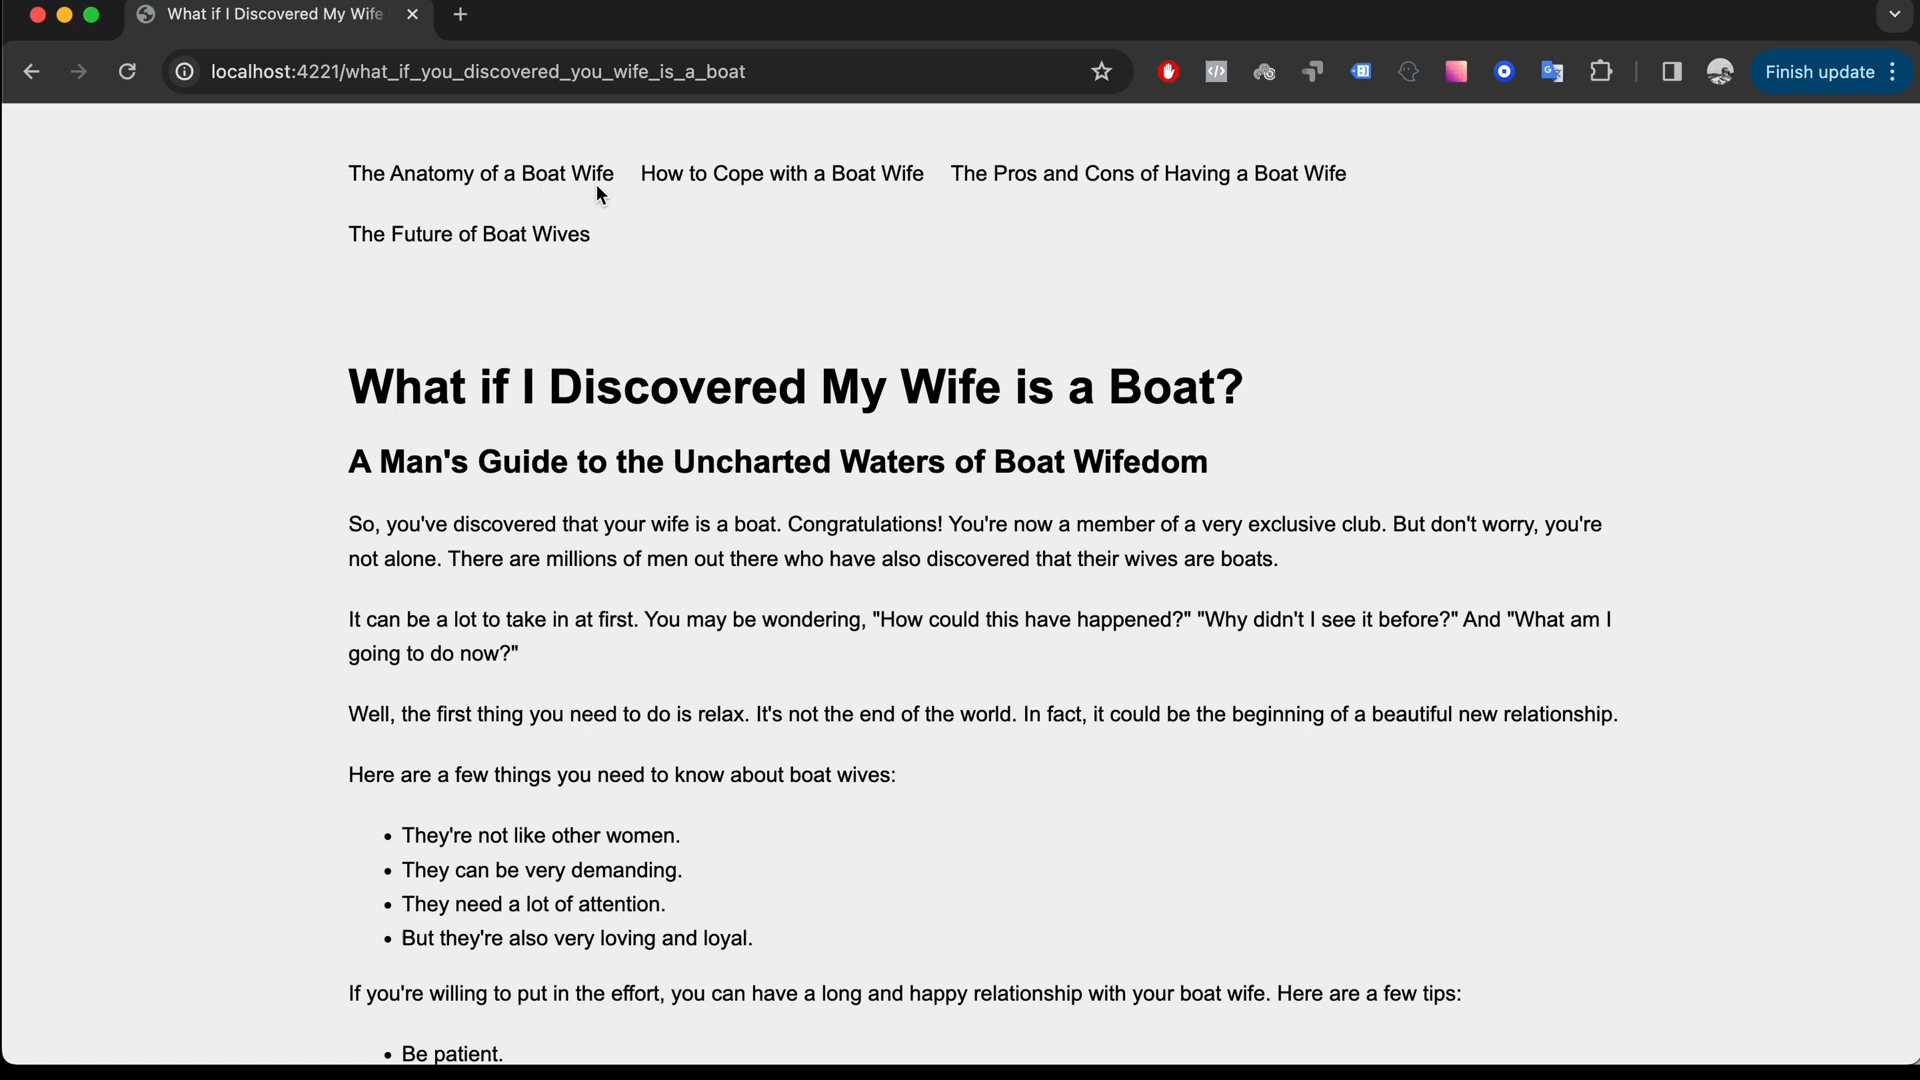 What if I Discovered My Wife
localhost:4221/what_if_you_discovered_you_wife_is_a_boat
Finish update
The Anatomy of a Boat Wife How to Cope with a Boat Wife The Pros and Cons of Having a Boat Wife
The Future of Boat Wives
What if I Discovered My Wife is a Boat?
A Man's Guide to the Uncharted Waters of Boat Wifedom
So, you've discovered that your wife is a boat. Congratulations! You're now a member of a very exclusive club. But don't worry, you're
not alone. There are millions of men out there who have also discovered that their wives are boats.
It can be a lot to take in at first. You may be wondering, "How could this have happened?" "Why didn't I see it before?" And "What am I
going to do now?"
Well, the first thing you need to do is relax. It's not the end of the world. In fact, it could be the beginning of a beautiful new relationship.
Here are a few things you need to know about boat wives:
• They're not like other women.
• They can be very demanding.
• They need a lot of attention.
• But they're also very loving and loyal.
If you're willing to put in the effort, you can have a long and happy relationship with your boat wife. Here are a few tips:
• Be patient.